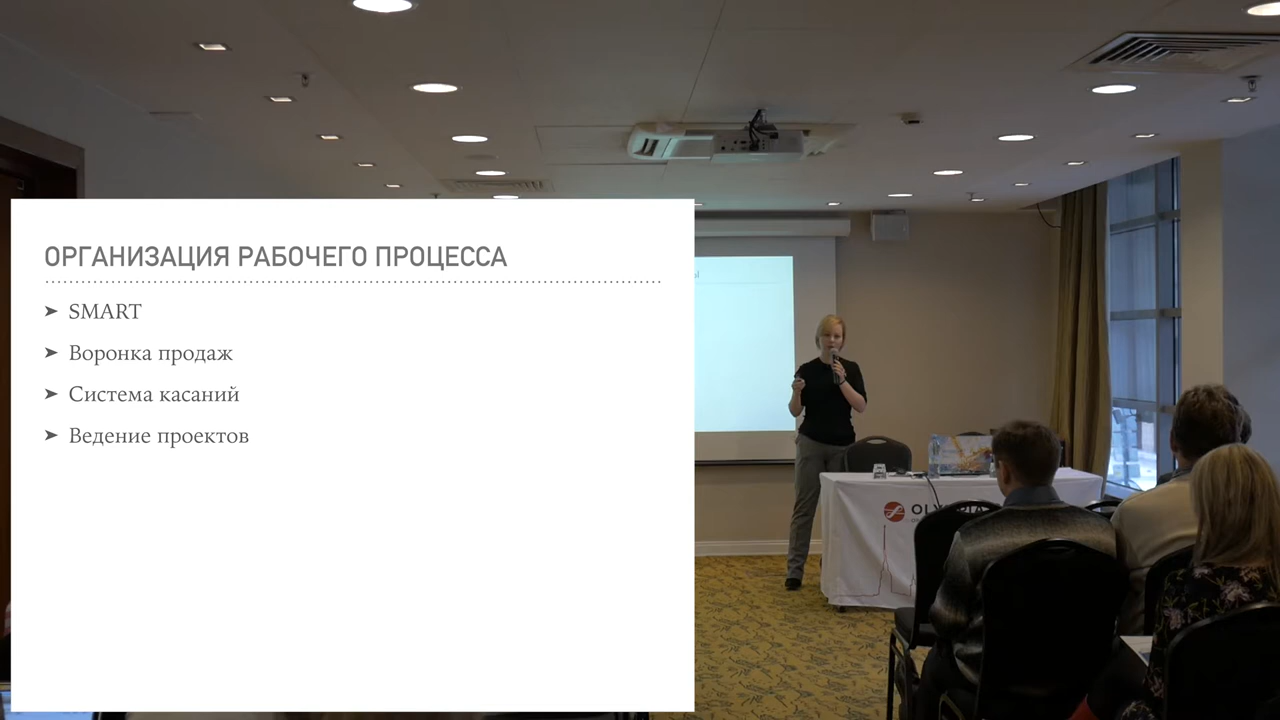 ОРГАНИЗАЦИЯ РАБОЧЕГО ПРОЦЕССА
➤ SMART
➤ Воронка продаж
➤ Система касаний
➤ Ведение проектов